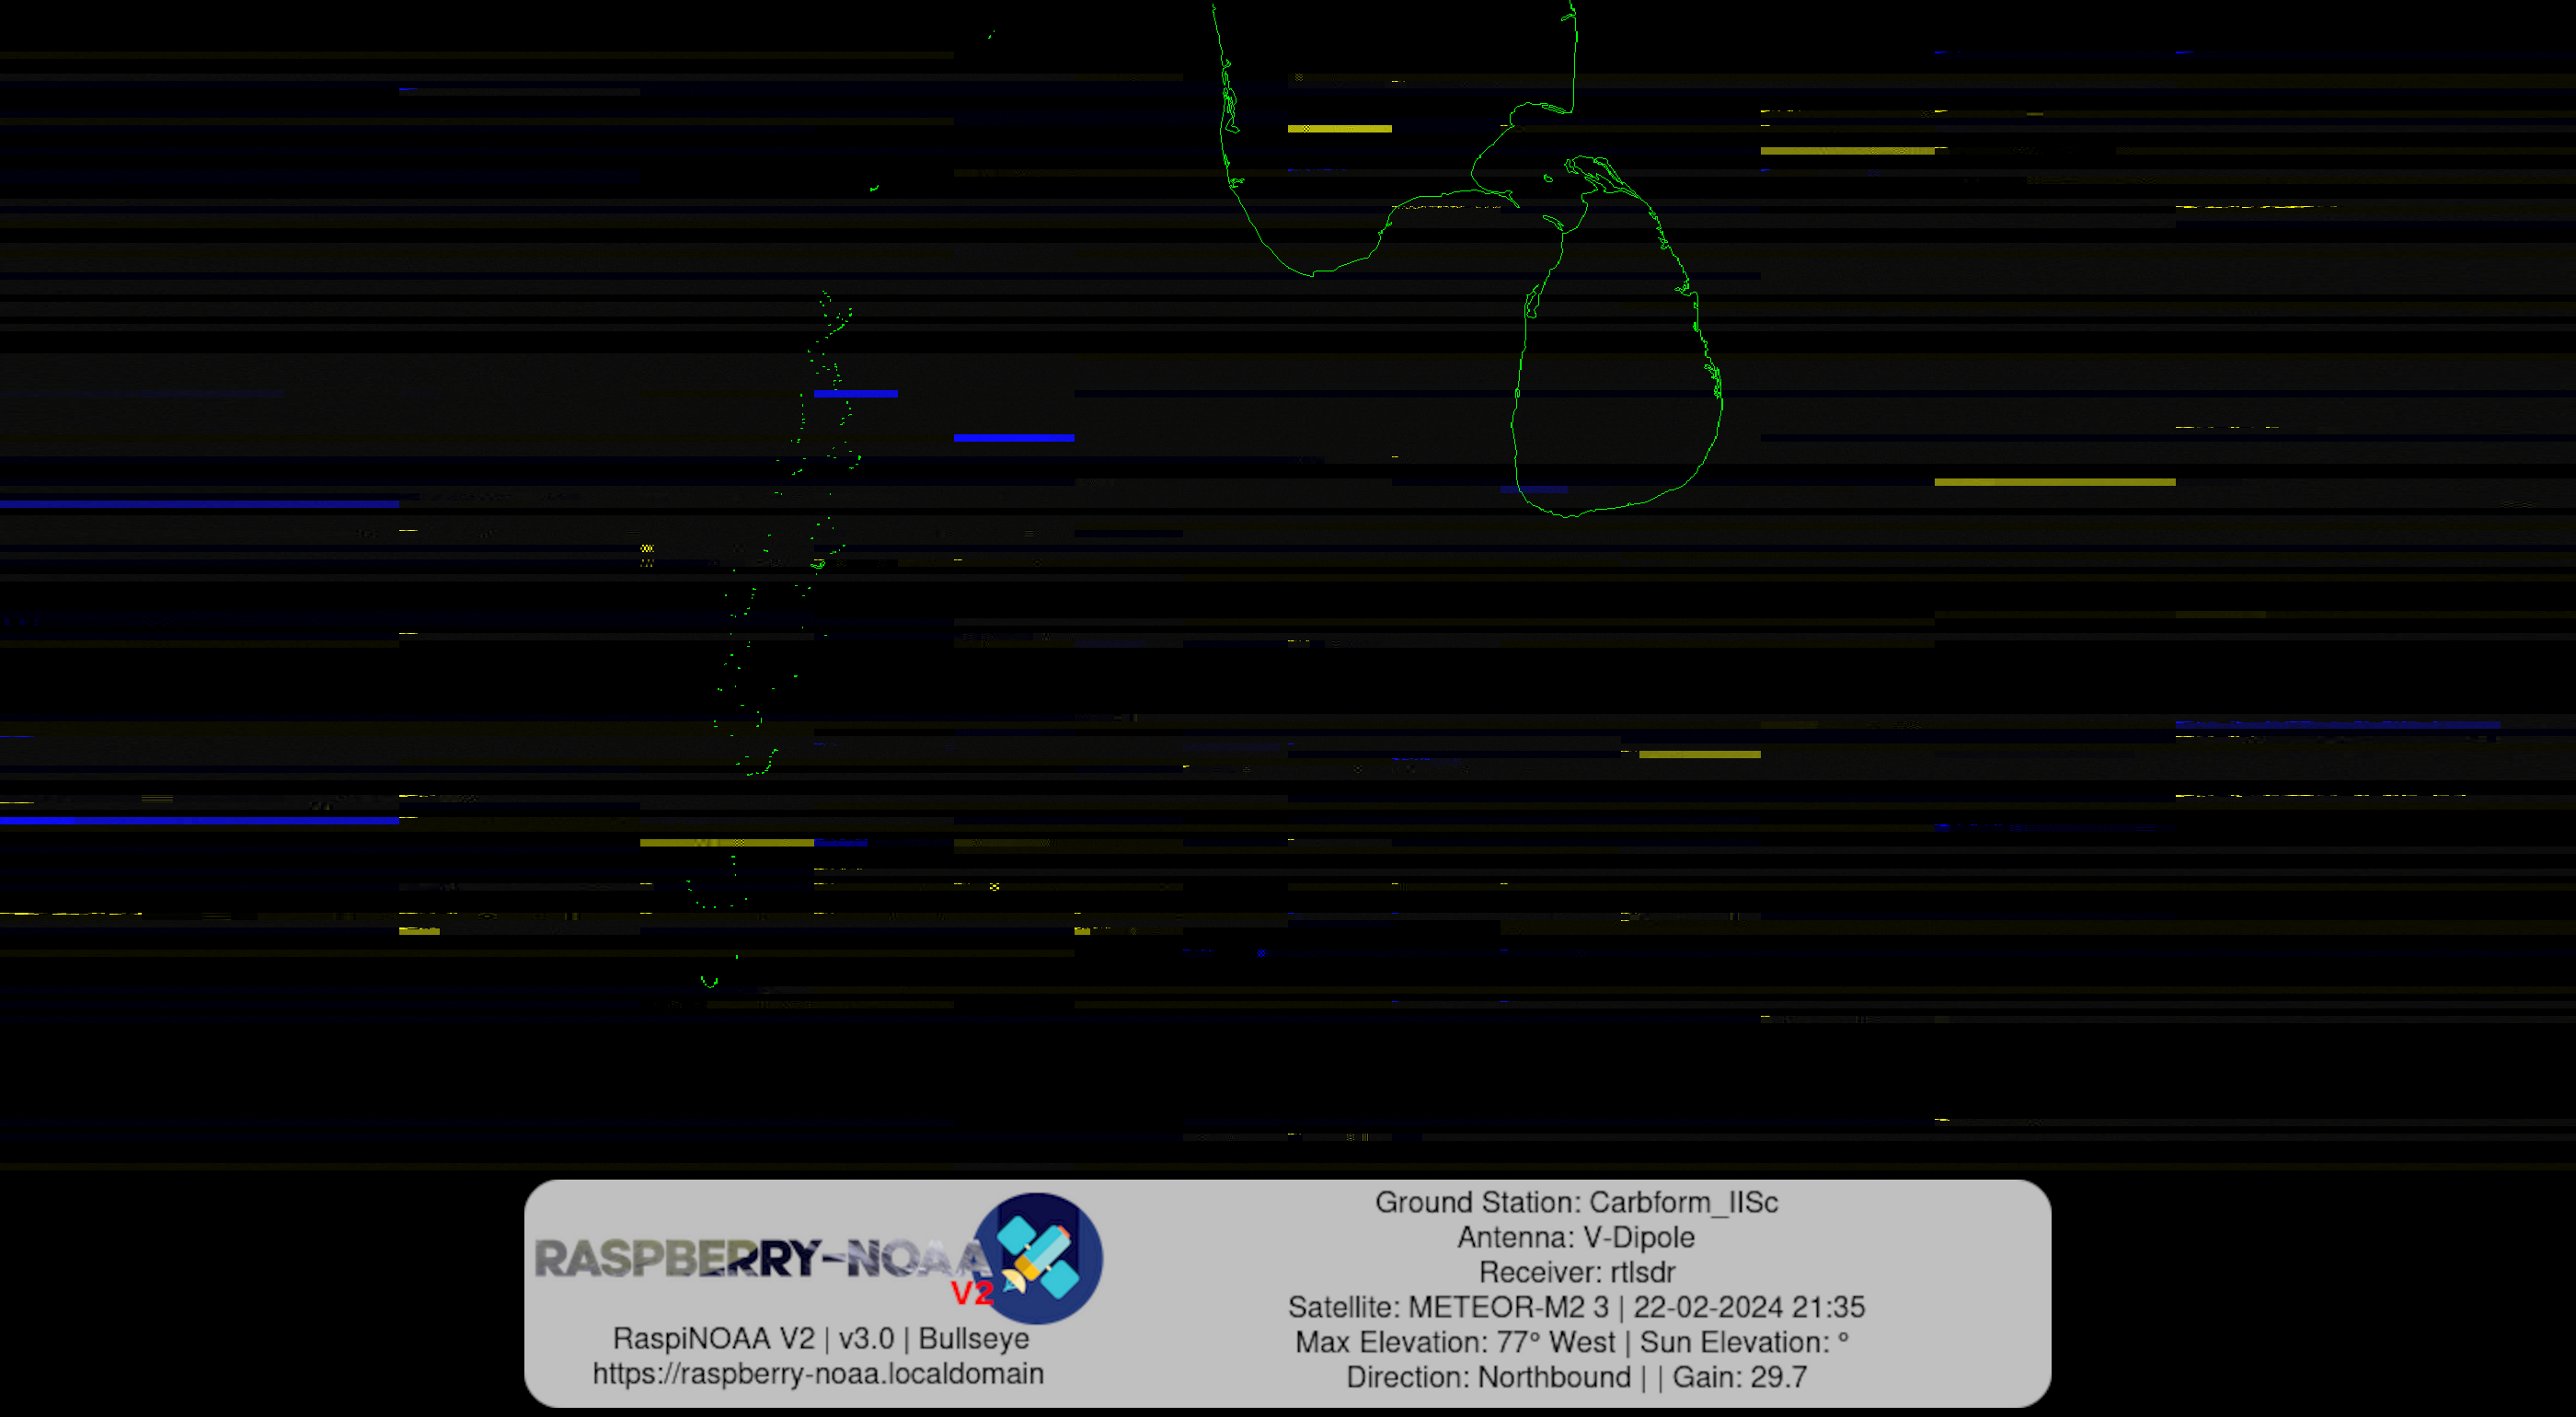 RASPBERRY-NOAA
V2
RaspiNOAA V2 | v3.0 | Bullseye
https://raspberry-noaa.localdomain
Ground Station: Carbform_IISc
Antenna: V-Dipole
Receiver: rtlsdr
Satellite: METEOR-M2 3 | 22-02-2024 21:35
Max Elevation: 77° West | Sun Elevation: °
Direction: Northbound | | Gain: 29.7